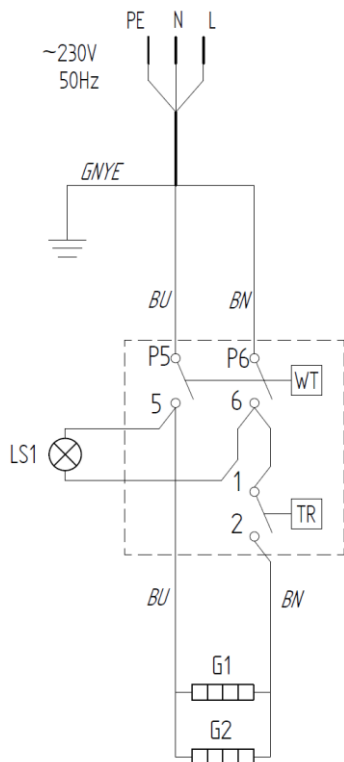 PE N L
~230V
50Hz
GNYE
BU BN
P5 P6
WT
5 6
LS1
1
TR
2
BU BN
G1
G2